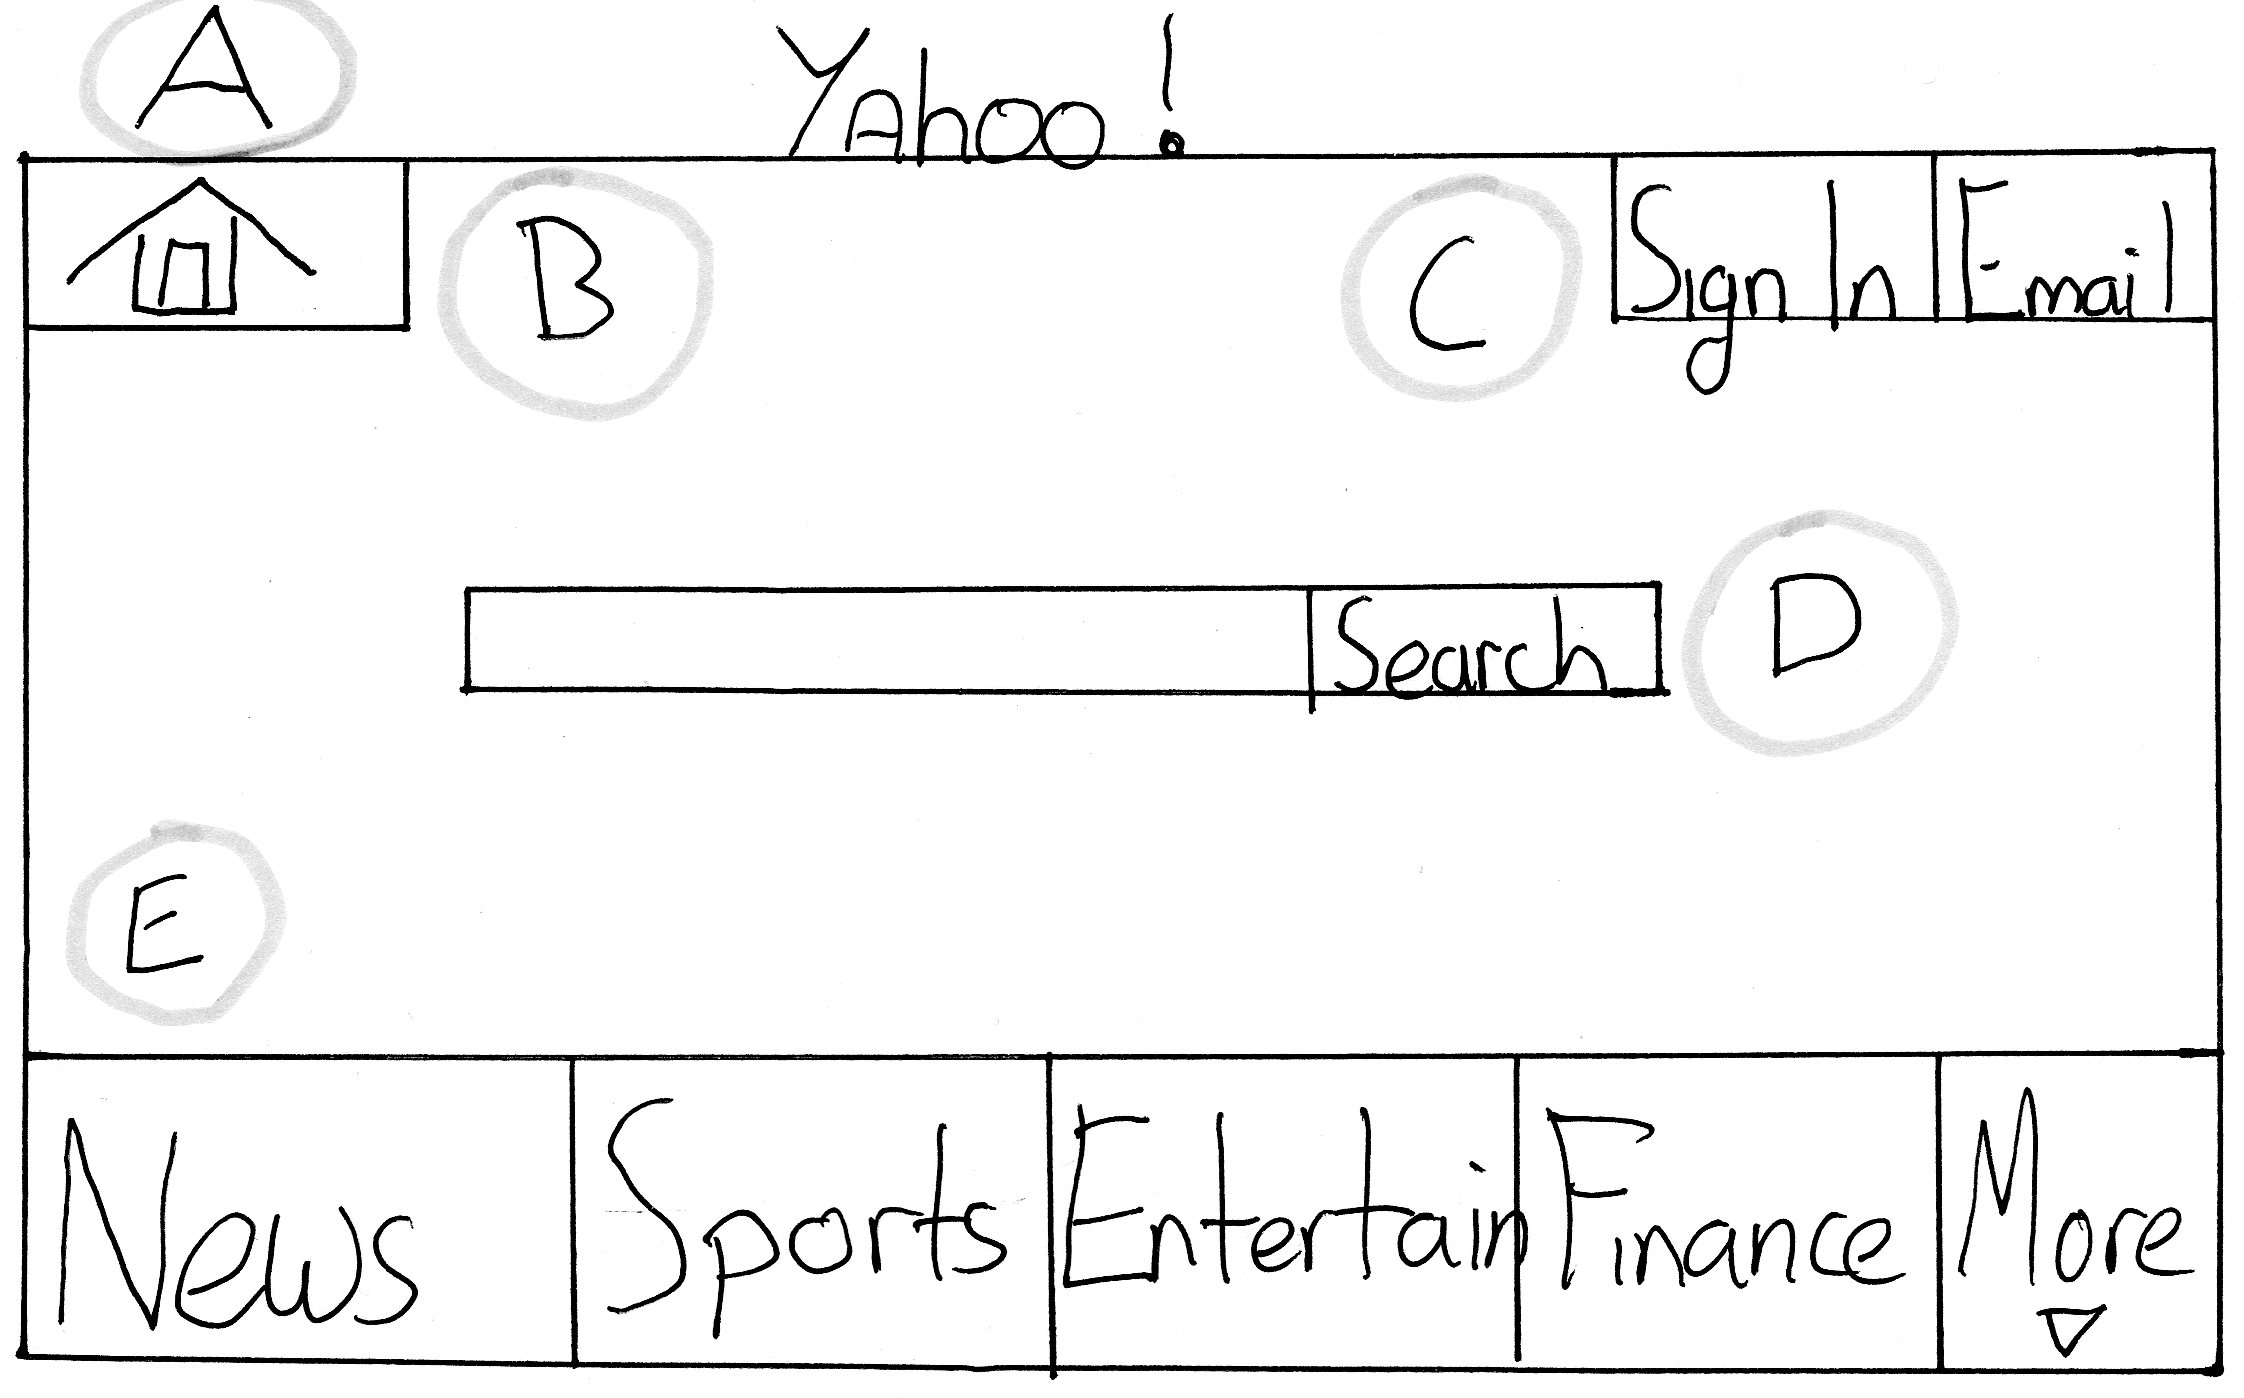 A
Yahoo!
B
C
Sign In
Email
Search
D
E
News
Sports
Entertain
Finance
More